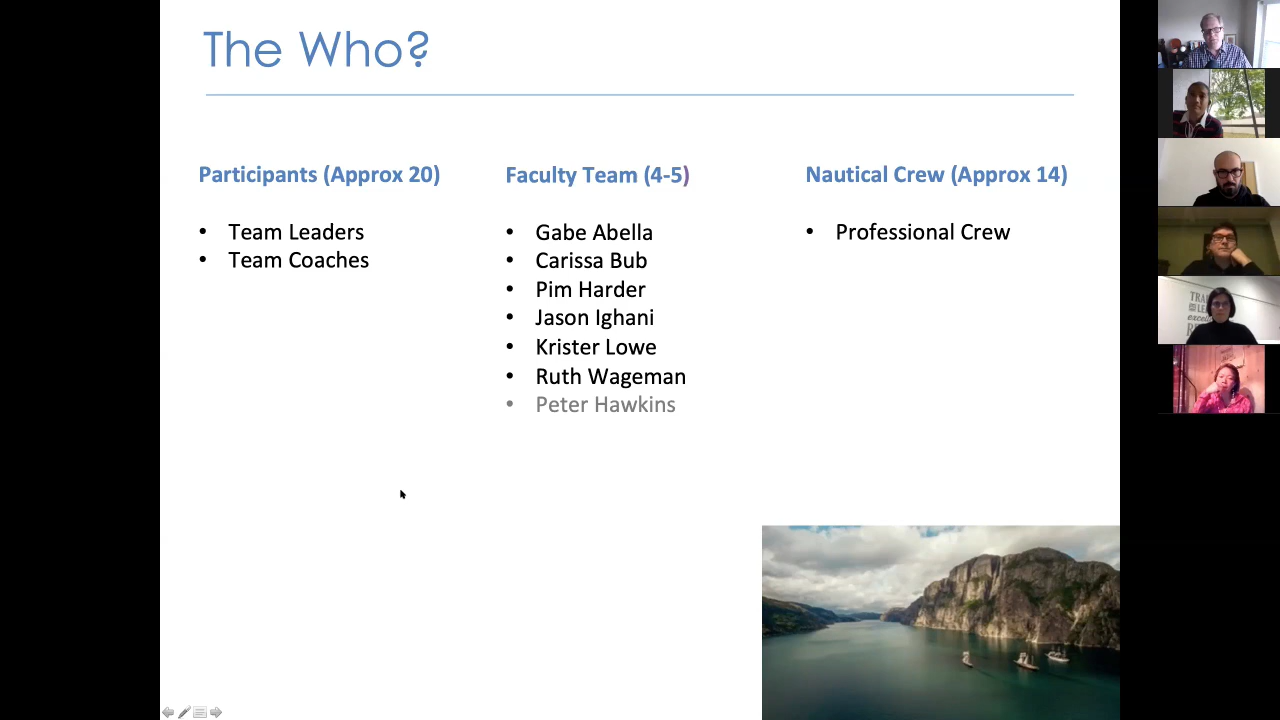 The Who?
Participants (Approx 20)
• Team Leaders
• Team Coaches
Faculty Team (4-5)
• Gabe Abella
• Carissa Bub
• Pim Harder
• Jason Ighani
• Krister Lowe
• Ruth Wageman
• Peter Hawkins
Nautical Crew (Approx 14)
• Professional Crew